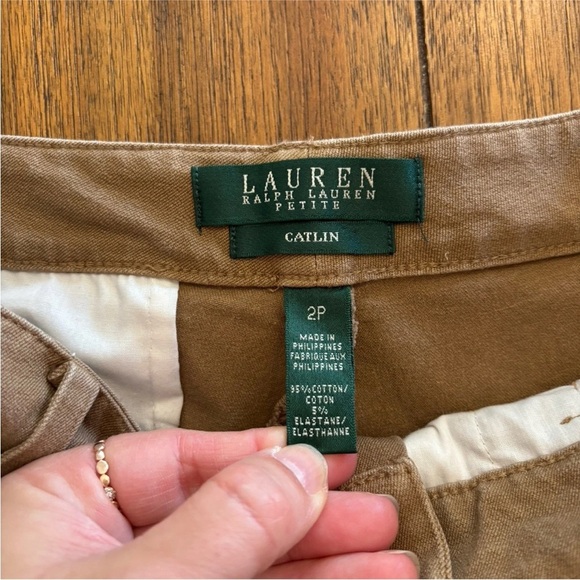 LAUREN
RALPH LAUREN
PETITE
CATLIN
2P
MADE IN
PHILIPPINES
FABRIQUE AUX
PHILIPPINES
95% COTTON/
COTON
5%
ELASTANE/
ELASTHANNE